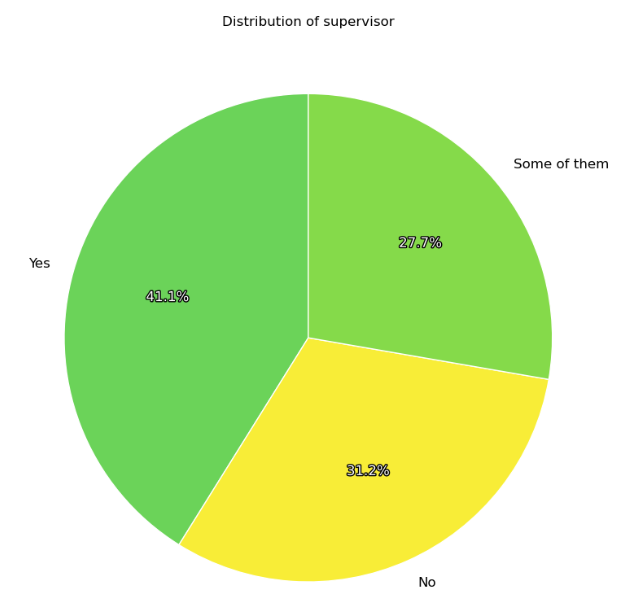 Distribution of supervisor
Some of them
27.7%
Yes
41.1%
31.2%
No